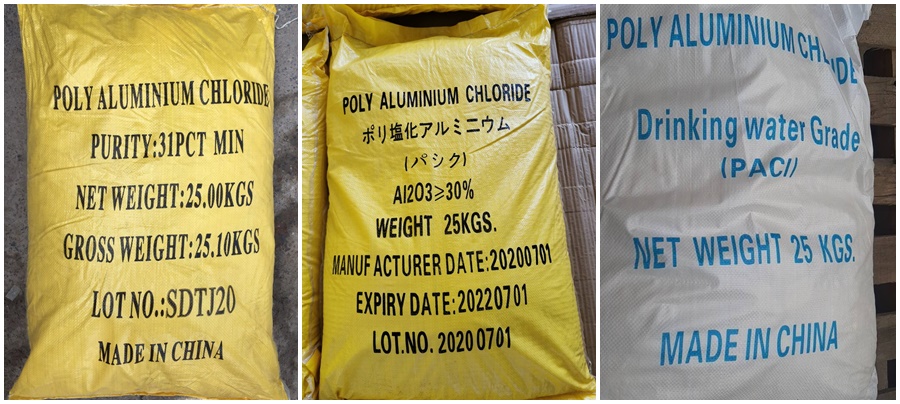 POLY ALUMINIUM CHLORIDE
PURITY:31PCT MIN
NET WEIGHT:25.00KGS
GROSS WEIGHT:25.10KGS
LOT NO.:SDTJ20
MADE IN CHINA
POLY ALUMINIUM CHLORIDE
ポリ塩化アルミニウム
(パシク)
Al2O3≥30%
WEIGHT 25KGS.
MANUFACTURER DATE:20200701
EXPIRY DATE:20220701
LOT.NO. 20200701
POLY ALUMINIUM CHLORIDE
Drinking water Grade
(PACl)
NET WEIGHT 25 KGS.
MADE IN CHINA